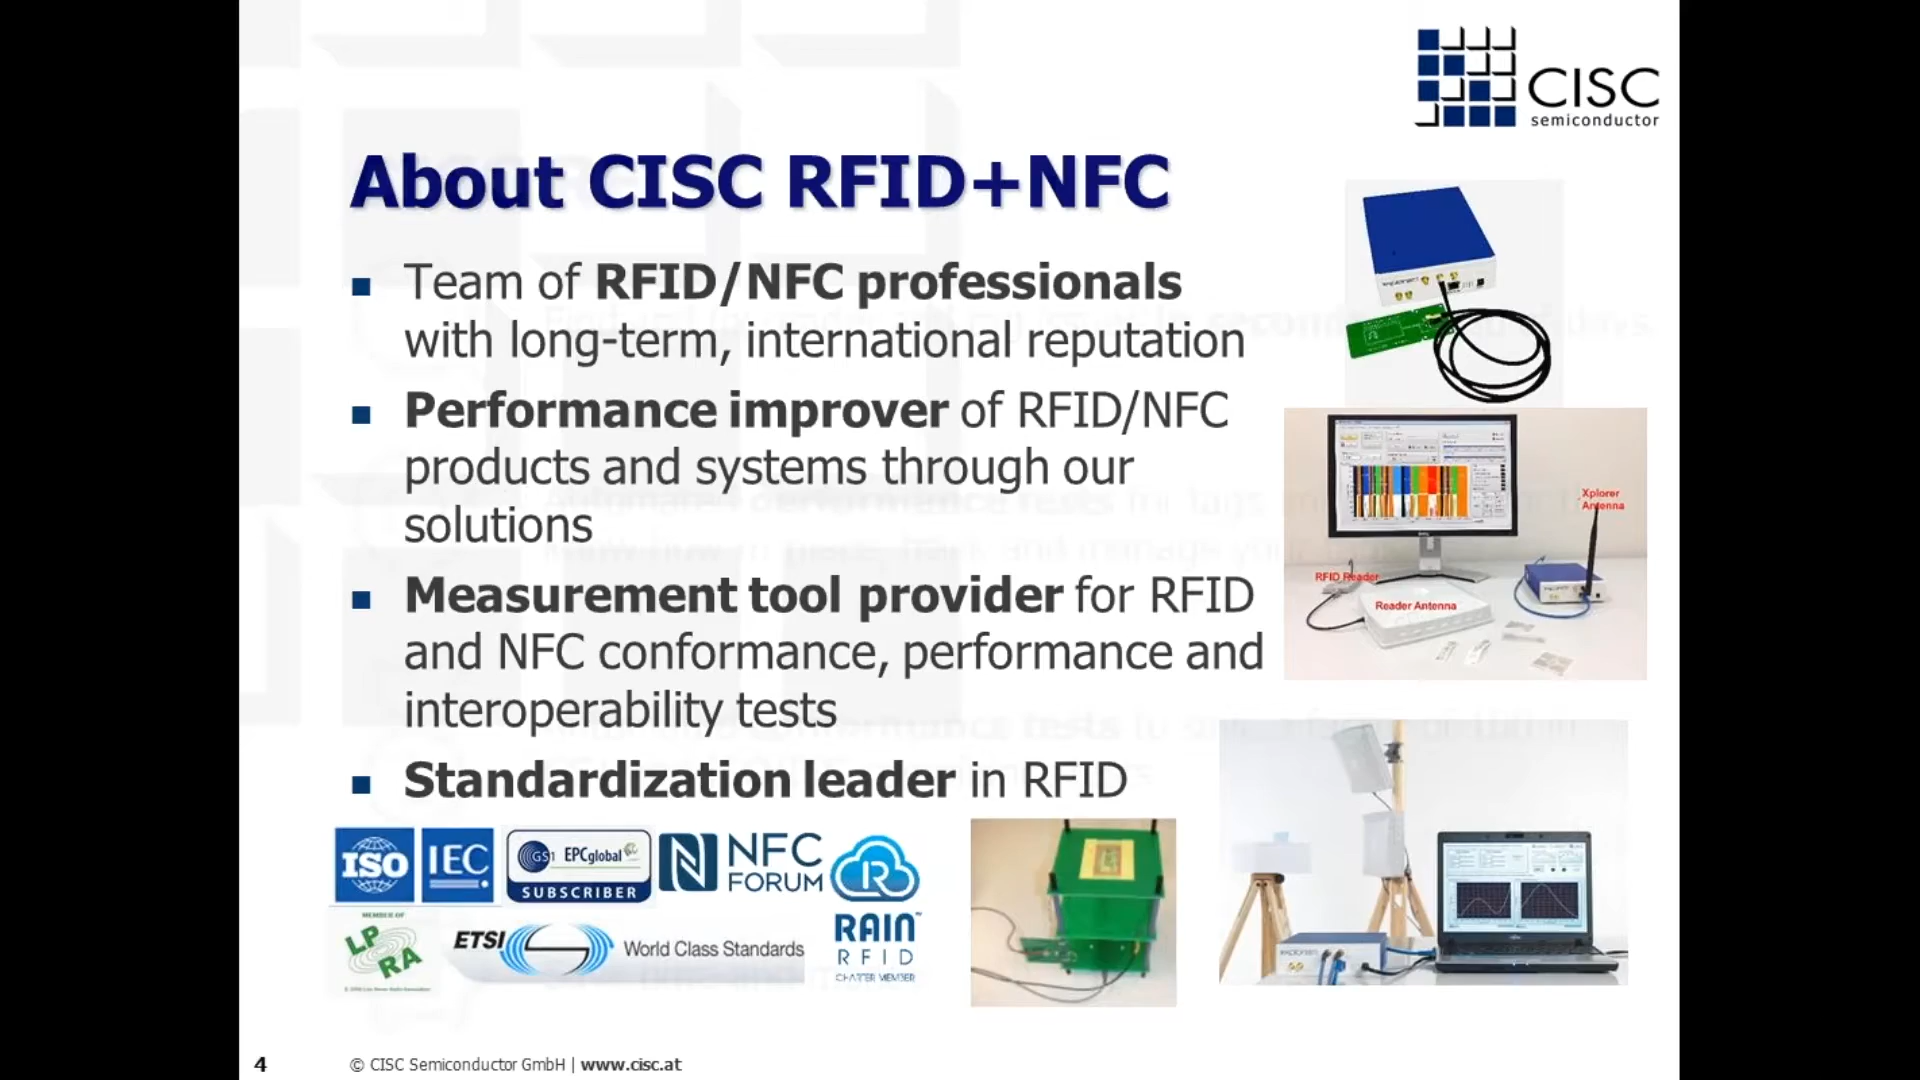 CISC
semiconductor
About CISC RFID+NFC
Team of RFID/NFC professionals
with long-term, international reputation
Performance improver of RFID/NFC
products and systems through our
solutions
Measurement tool provider for RFID
and NFC conformance, performance and
interoperability tests
Standardization leader in RFID
Xplorer
Antenna
RFID Reader
Reader Antenna
ISO IEC
GS1 EPCglobal
SUBSCRIBER
NFC
FORUM
RAIN
RFID
CHARTER MEMBER
MEMBER OF
LP
RA
ETSI World Class Standards
4 © CISC Semiconductor GmbH | www.cisc.at